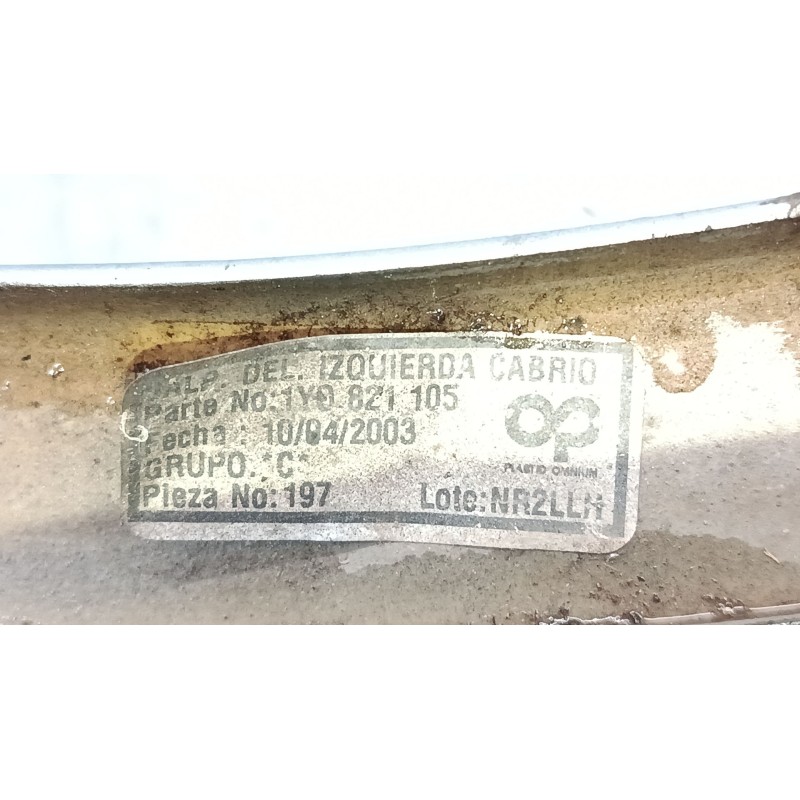 DEL. IZQUIERDA CABRIO
Parte No:1Y0 821 105
Fecha : 10/04/2003
GRUPO."C"
Pieza No: 197 Lote:NR2LLH
PLASTIC OMNIUM